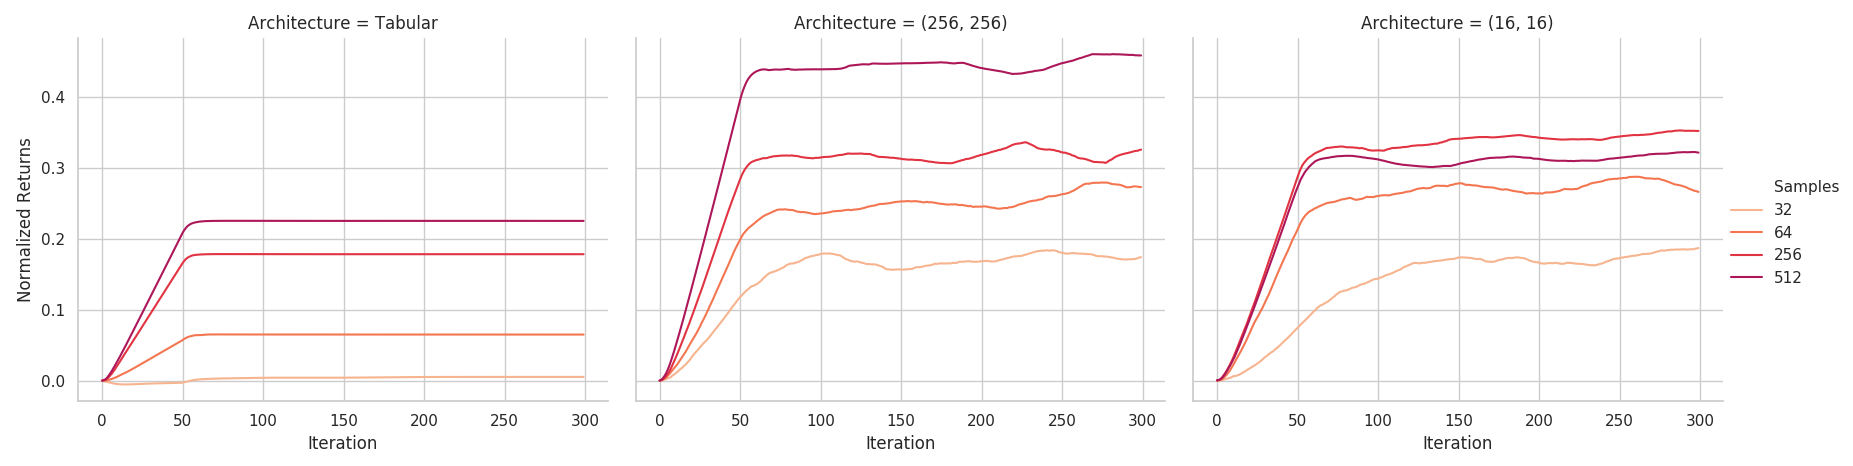 Architecture = Tabular
Architecture = (256, 256)
Architecture = (16, 16)
Normalized Returns
0.4
0.3
0.2
0.1
0.0
0 50 100 150 200 250 300
0 50 100 150 200 250 300
0 50 100 150 200 250 300
Iteration
Iteration
Iteration
Samples
32
64
256
512